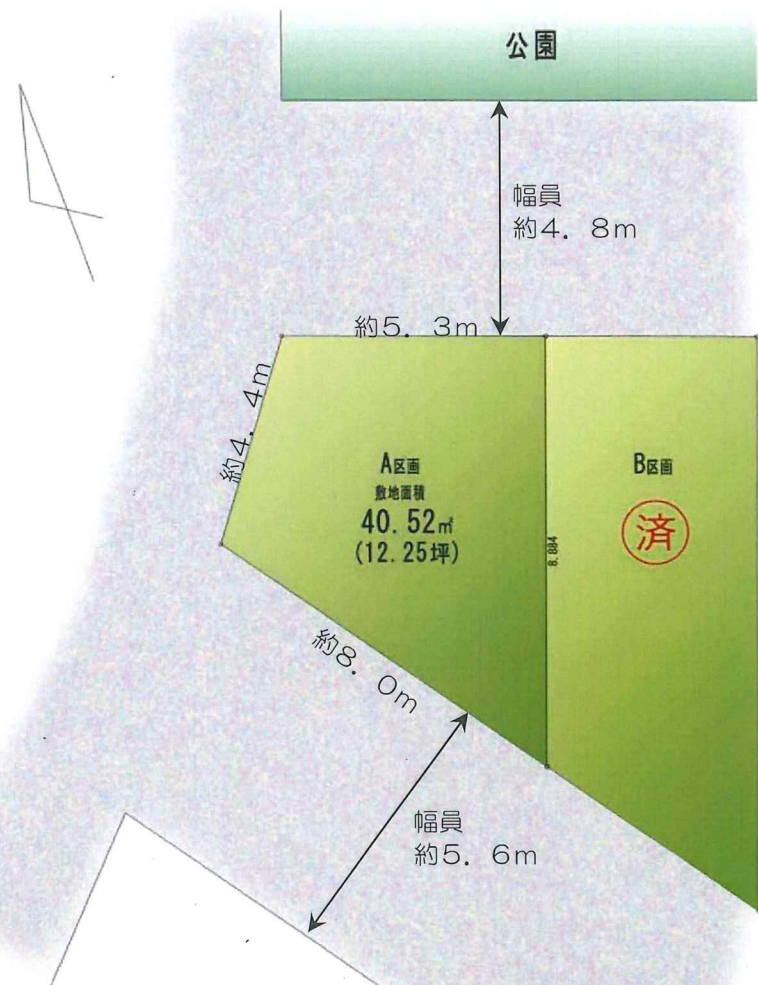 公園
幅員
約4．8m
約5．3m
約4．4m
A区画
敷地面積
40.52㎡
(12.25坪)
B区画
済
8.884
約8．0m
幅員
約5．6m